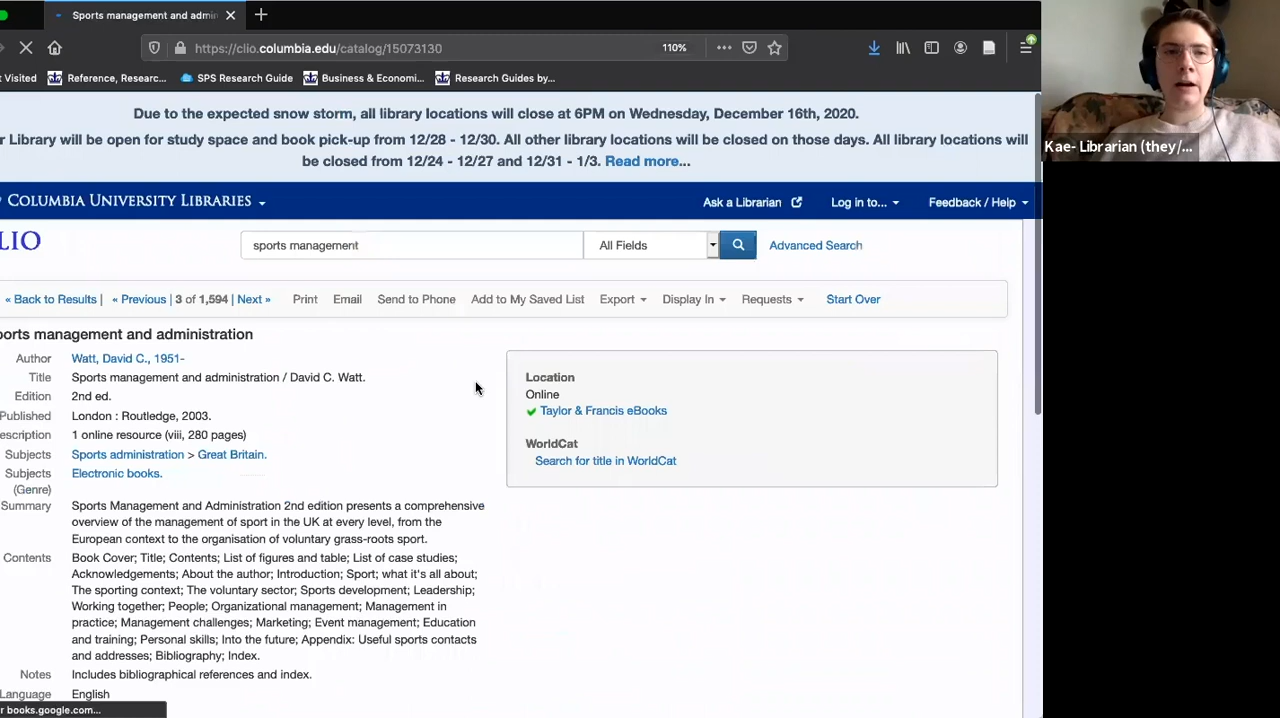 Sports management and admin
https://clio.columbia.edu/catalog/15073130
110%
t Visited
Reference, Researc...
SPS Research Guide
Business & Economi...
Research Guides by...
Due to the expected snow storm, all library locations will close at 6PM on Wednesday, December 16th, 2020.
r Library will be open for study space and book pick-up from 12/28 - 12/30. All other library locations will be closed on those days. All library locations will
be closed from 12/24 - 12/27 and 12/31 - 1/3. Read more...
COLUMBIA UNIVERSITY LIBRARIES
Ask a Librarian
Log in to...
Feedback / Help
LIO
sports management
All Fields
Advanced Search
« Back to Results | « Previous | 3 of 1,594 | Next »
Print
Email
Send to Phone
Add to My Saved List
Export
Display In
Requests
Start Over
ports management and administration
Author Watt, David C., 1951-
Title Sports management and administration / David C. Watt.
Edition 2nd ed.
Published London : Routledge, 2003.
escription 1 online resource (viii, 280 pages)
Subjects Sports administration > Great Britain.
Subjects Electronic books.
(Genre)
Summary Sports Management and Administration 2nd edition presents a comprehensive
overview of the management of sport in the UK at every level, from the
European context to the organisation of voluntary grass-roots sport.
Contents Book Cover; Title; Contents; List of figures and table; List of case studies;
Acknowledgements; About the author; Introduction; Sport; what it's all about;
The sporting context; The voluntary sector; Sports development; Leadership;
Working together; People; Organizational management; Management in
practice; Management challenges; Marketing; Event management; Education
and training; Personal skills; Into the future; Appendix: Useful sports contacts
and addresses; Bibliography; Index.
Notes Includes bibliographical references and index.
Language English
Location
Online
Taylor & Francis eBooks
WorldCat
Search for title in WorldCat
r books.google.com...
Kae- Librarian (they/...